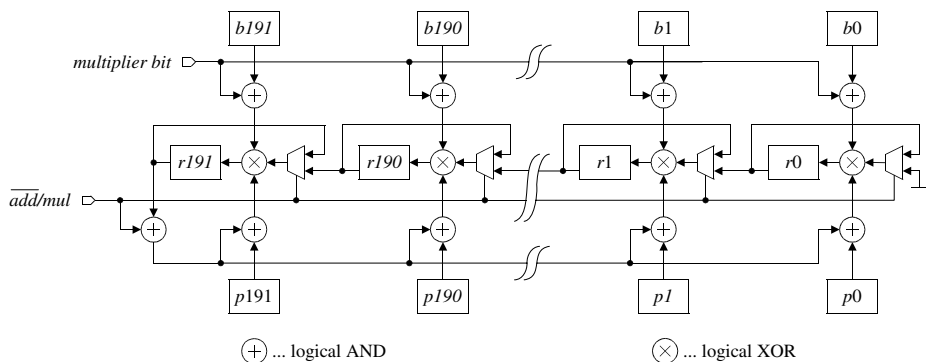 b191 b190 b1 b0
multiplier bit
r191 r190 r1 r0
add/mul
p191 p190 p1 p0
... logical AND ... logical XOR